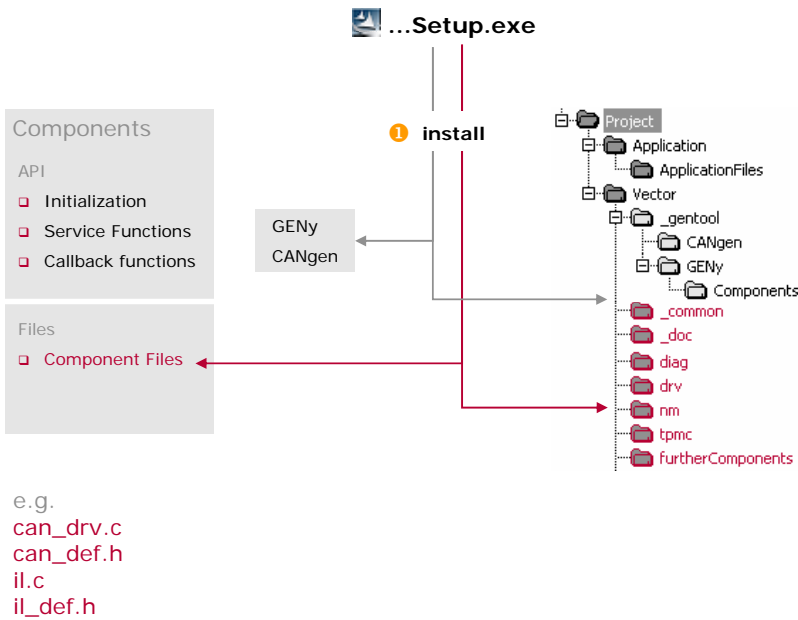 ...Setup.exe
1 install
Components
API
Initialization
Service Functions
Callback functions
Files
Component Files
GENy
CANgen
Project
Application
ApplicationFiles
Vector
_gentool
CANgen
GENy
Components
_common
_doc
diag
drv
nm
tpmc
furtherComponents
e.g.
can_drv.c
can_def.h
il.c
il_def.h